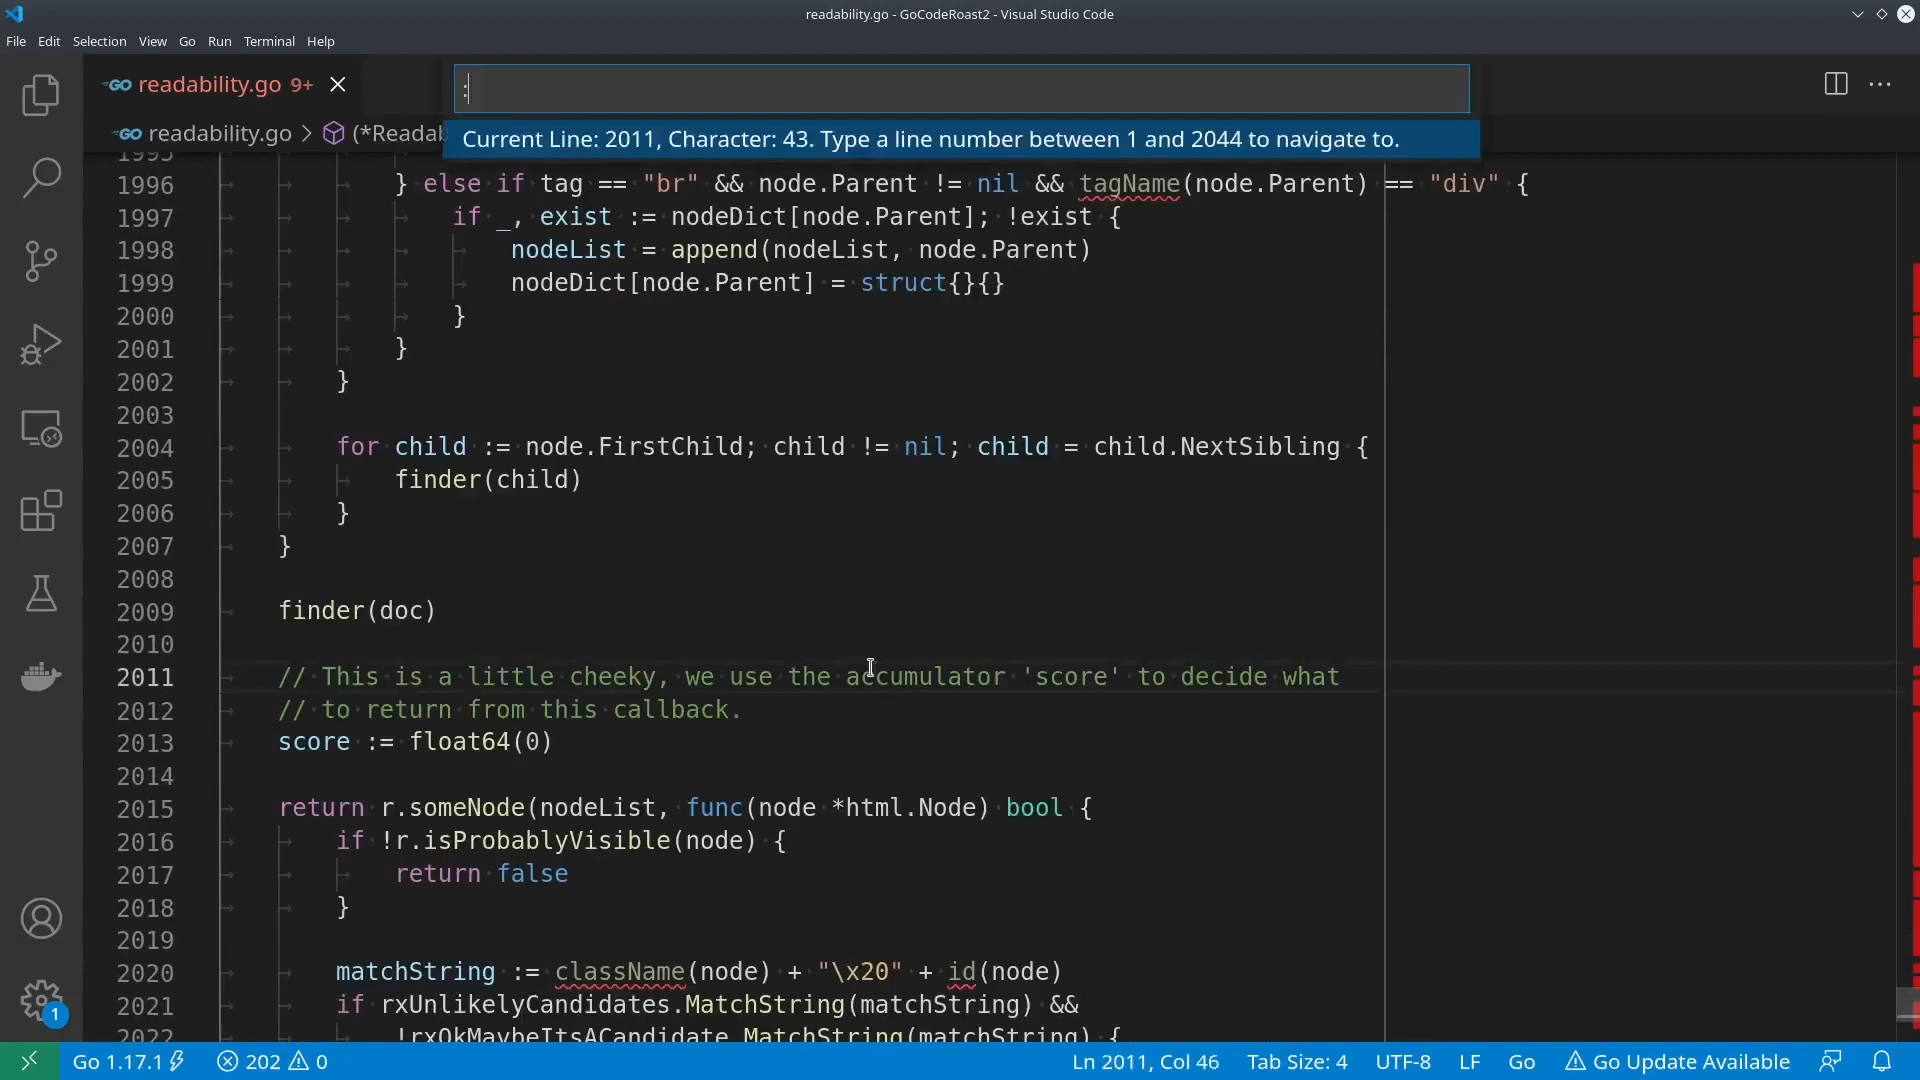 readability.go - GoCodeRoast2 - Visual Studio Code
File Edit Selection View Go Run Terminal Help
GO readability.go 9+
:
GO readability.go > (*Readab
Current Line: 2011, Character: 43. Type a line number between 1 and 2044 to navigate to.
1995
1996 } else if tag == "br" && node.Parent != nil && tagName(node.Parent) == "div" {
1997 if _, exist := nodeDict[node.Parent]; !exist {
1998 nodeList = append(nodeList, node.Parent)
1999 nodeDict[node.Parent] = struct{}{}
2000 }
2001 }
2002 }
2003
2004 for child := node.FirstChild; child != nil; child = child.NextSibling {
2005 finder(child)
2006 }
2007 }
2008
2009 finder(doc)
2010
2011 // This is a little cheeky, we use the accumulator 'score' to decide what
2012 // to return from this callback.
2013 score := float64(0)
2014
2015 return r.someNode(nodeList, func(node *html.Node) bool {
2016 if !r.isProbablyVisible(node) {
2017 return false
2018 }
2019
2020 matchString := className(node) + "\x20" + id(node)
2021 if rxUnlikelyCandidates.MatchString(matchString) &&
2022 !rxOkMaybeItsACandidate.MatchString(matchString) {
1
Go 1.17.1 202 0 Ln 2011, Col 46 Tab Size: 4 UTF-8 LF Go Go Update Available